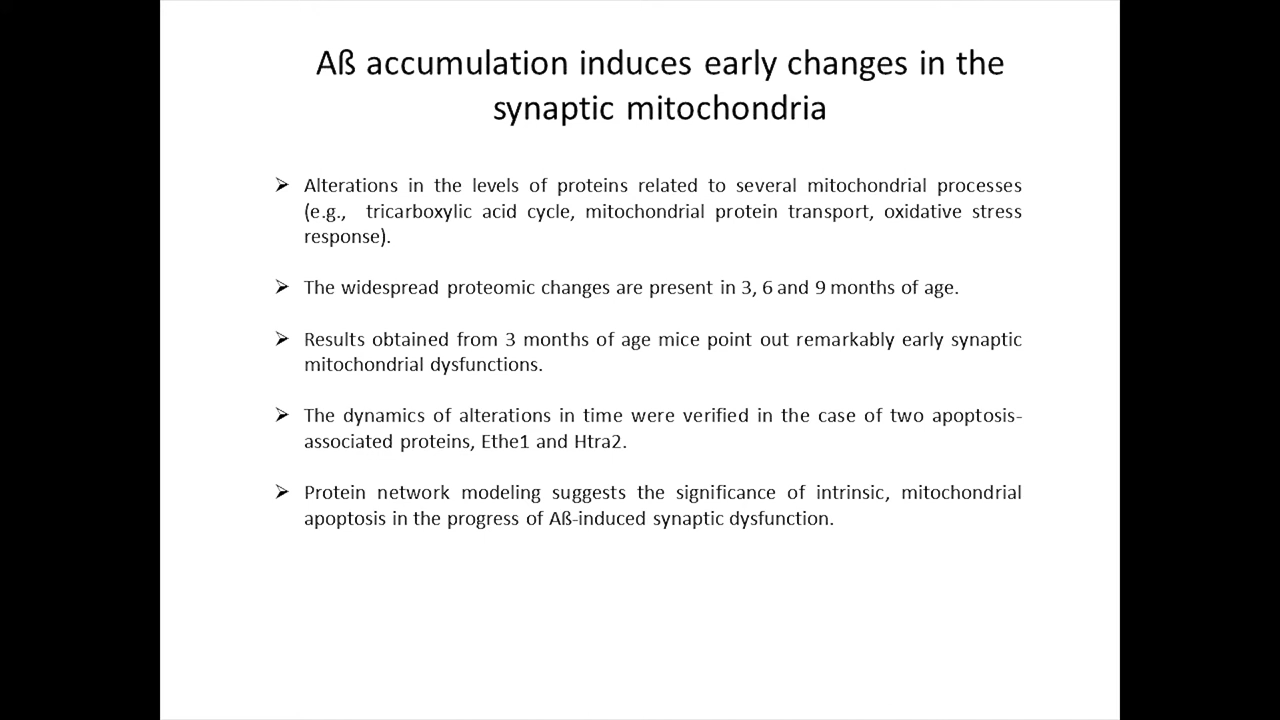 Aß accumulation induces early changes in the
synaptic mitochondria
➢ Alterations in the levels of proteins related to several mitochondrial processes
(e.g., tricarboxylic acid cycle, mitochondrial protein transport, oxidative stress
response).
➢ The widespread proteomic changes are present in 3, 6 and 9 months of age.
➢ Results obtained from 3 months of age mice point out remarkably early synaptic
mitochondrial dysfunctions.
➢ The dynamics of alterations in time were verified in the case of two apoptosis-
associated proteins, Ethe1 and Htra2.
➢ Protein network modeling suggests the significance of intrinsic, mitochondrial
apoptosis in the progress of Aß-induced synaptic dysfunction.